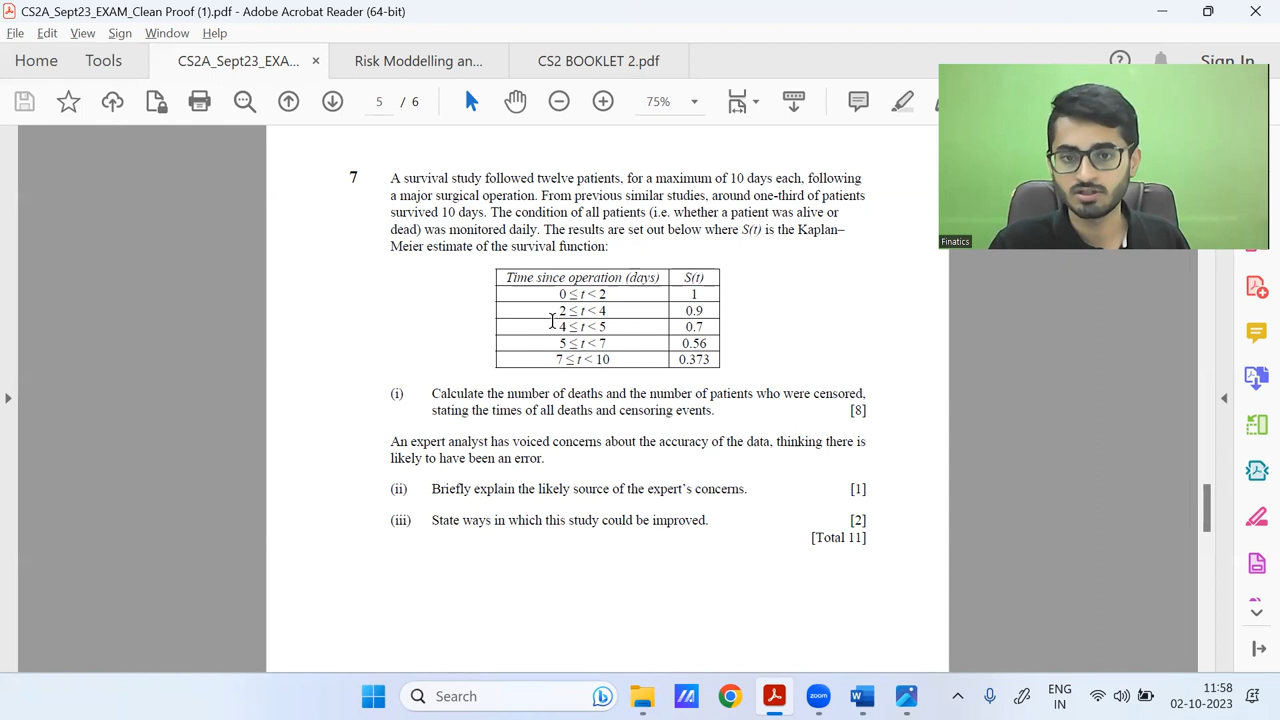 CS2A_Sept23_EXAM_Clean Proof (1).pdf - Adobe Acrobat Reader (64-bit)
File Edit View Sign Window Help
Home Tools CS2A_Sept23_EXA... × Risk Moddelling an... CS2 BOOKLET 2.pdf Sign In
5 / 6 75%
7 A survival study followed twelve patients, for a maximum of 10 days each, following
a major surgical operation. From previous similar studies, around one-third of patients
survived 10 days. The condition of all patients (i.e. whether a patient was alive or
dead) was monitored daily. The results are set out below where S(t) is the Kaplan–
Meier estimate of the survival function:
Time since operation (days) S(t)
0 ≤ t < 2 1
2 ≤ t < 4 0.9
4 ≤ t < 5 0.7
5 ≤ t < 7 0.56
7 ≤ t < 10 0.373
(i) Calculate the number of deaths and the number of patients who were censored,
stating the times of all deaths and censoring events. [8]
An expert analyst has voiced concerns about the accuracy of the data, thinking there is
likely to have been an error.
(ii) Briefly explain the likely source of the expert's concerns. [1]
(iii) State ways in which this study could be improved. [2]
[Total 11]
Finatics
Search
zoom
ENG
IN
11:58
02-10-2023